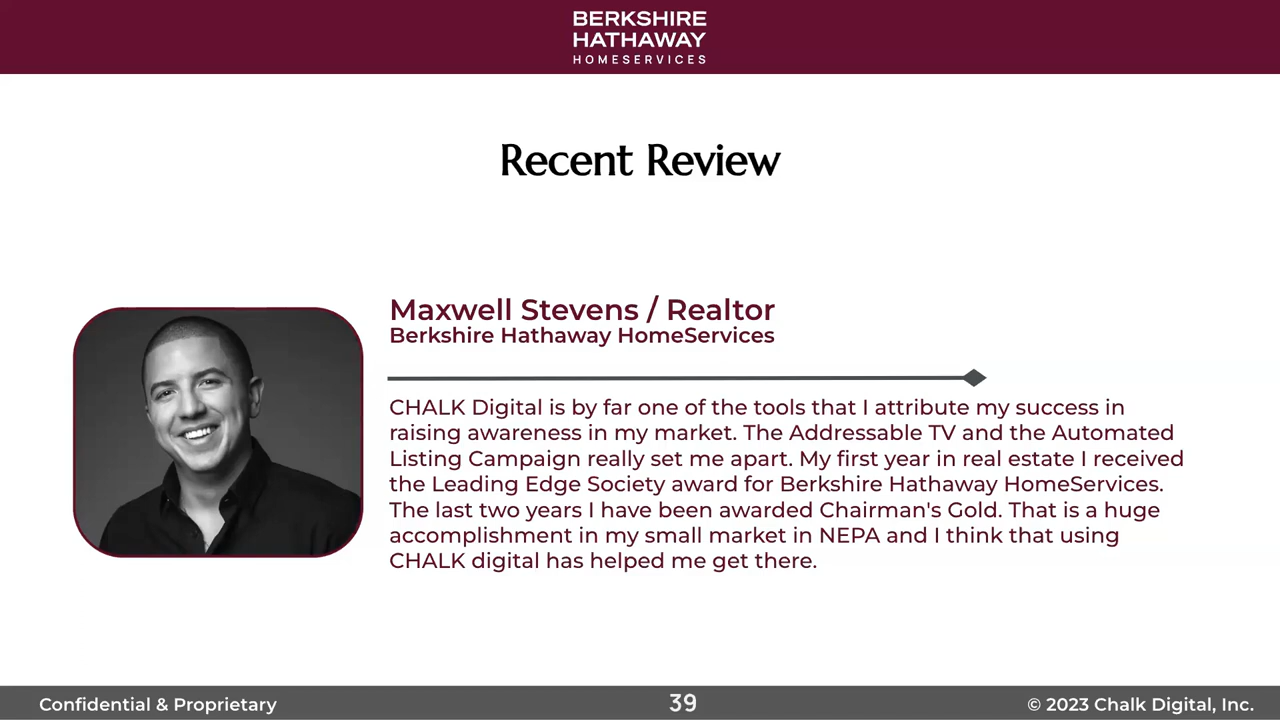 BERKSHIRE
HATHAWAY
HOMESERVICES
Recent Review
Maxwell Stevens / Realtor
Berkshire Hathaway HomeServices
CHALK Digital is by far one of the tools that I attribute my success in
raising awareness in my market. The Addressable TV and the Automated
Listing Campaign really set me apart. My first year in real estate I received
the Leading Edge Society award for Berkshire Hathaway HomeServices.
The last two years I have been awarded Chairman's Gold. That is a huge
accomplishment in my small market in NEPA and I think that using
CHALK digital has helped me get there.
Confidential & Proprietary
39
© 2023 Chalk Digital, Inc.